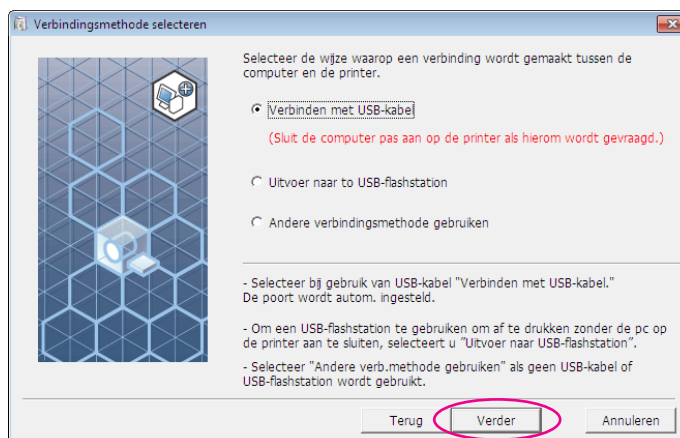 Verbindingsmethode selecteren
Selecteer de wijze waarop een verbinding wordt gemaakt tussen de
computer en de printer.
Verbinden met USB-kabel
(Sluit de computer pas aan op de printer als hierom wordt gevraagd.)
Uitvoer naar to USB-flashstation
Andere verbindingsmethode gebruiken
- Selecteer bij gebruik van USB-kabel "Verbinden met USB-kabel."
De poort wordt autom. ingesteld.
- Om een USB-flashstation te gebruiken om af te drukken zonder de pc op
de printer aan te sluiten, selecteert u "Uitvoer naar USB-flashstation".
- Selecteer "Andere verb.methode gebruiken" als geen USB-kabel of
USB-flashstation wordt gebruikt.
Terug Verder Annuleren